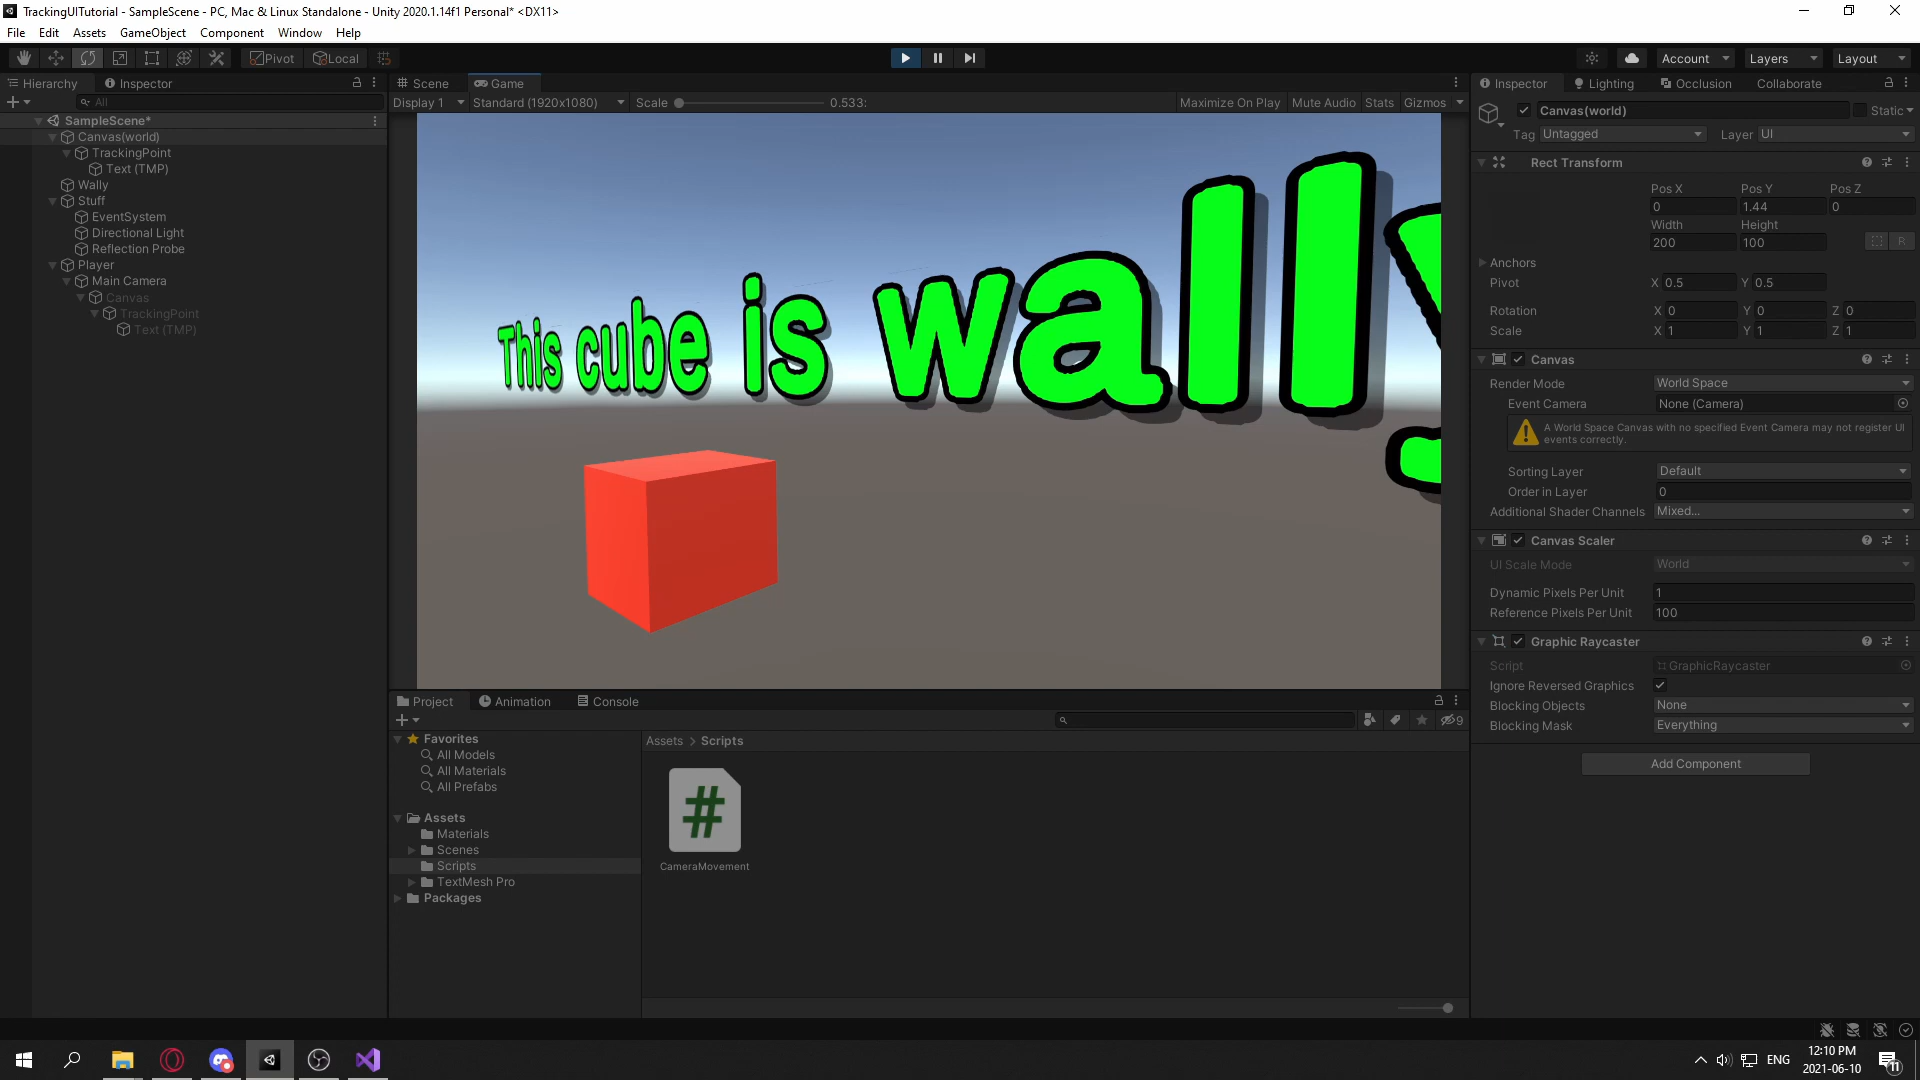 TrackingUITutorial - SampleScene - PC, Mac & Linux Standalone - Unity 2020.1.14f1 Personal* <DX11>
File Edit Assets GameObject Component Window Help
Pivot Local
Account Layers Layout
Hierarchy Inspector
All
SampleScene*
Canvas(world)
TrackingPoint
Text (TMP)
Wally
Stuff
EventSystem
Directional Light
Reflection Probe
Player
Main Camera
Canvas
TrackingPoint
Text (TMP)
Scene Game
Display 1 Standard (1920x1080) Scale 0.533: Maximize On Play Mute Audio Stats Gizmos
This cube is wally
Project Animation Console
9
Favorites
All Models
All Materials
All Prefabs
Assets
Materials
Scenes
Scripts
TextMesh Pro
Packages
Assets > Scripts
#
CameraMovement
Inspector Lighting Occlusion Collaborate
Canvas(world) Static
Tag Untagged Layer UI
Rect Transform
Pos X Pos Y Pos Z
0 1.44 0
Width Height
200 100
R
Anchors
Pivot X 0.5 Y 0.5
Rotation X 0 Y 0 Z 0
Scale X 1 Y 1 Z 1
Canvas
Render Mode World Space
Event Camera None (Camera)
A World Space Canvas with no specified Event Camera may not register UI
events correctly.
Sorting Layer Default
Order in Layer 0
Additional Shader Channels Mixed...
Canvas Scaler
UI Scale Mode World
Dynamic Pixels Per Unit 1
Reference Pixels Per Unit 100
Graphic Raycaster
Script GraphicRaycaster
Ignore Reversed Graphics
Blocking Objects None
Blocking Mask Everything
Add Component
ENG
12:10 PM
2021-06-10
11